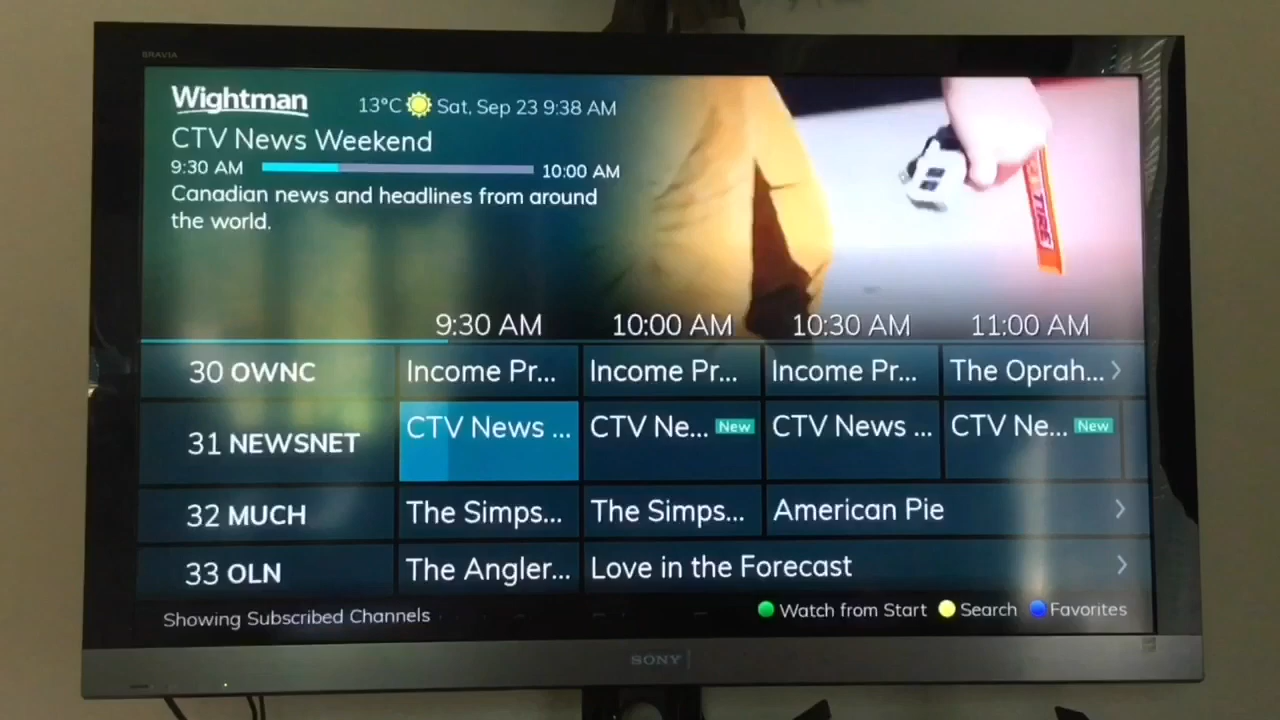 BRAVIA
Wightman
13°C Sat, Sep 23 9:38 AM
CTV News Weekend
9:30 AM 10:00 AM
Canadian news and headlines from around
the world.
TIRE
9:30 AM 10:00 AM 10:30 AM 11:00 AM
30 OWNC Income Pr... Income Pr... Income Pr... The Oprah...
31 NEWSNET CTV News ... CTV Ne... New CTV News ... CTV Ne... New
32 MUCH The Simps... The Simps... American Pie
33 OLN The Angler... Love in the Forecast
Showing Subscribed Channels Watch from Start Search Favorites
SONY